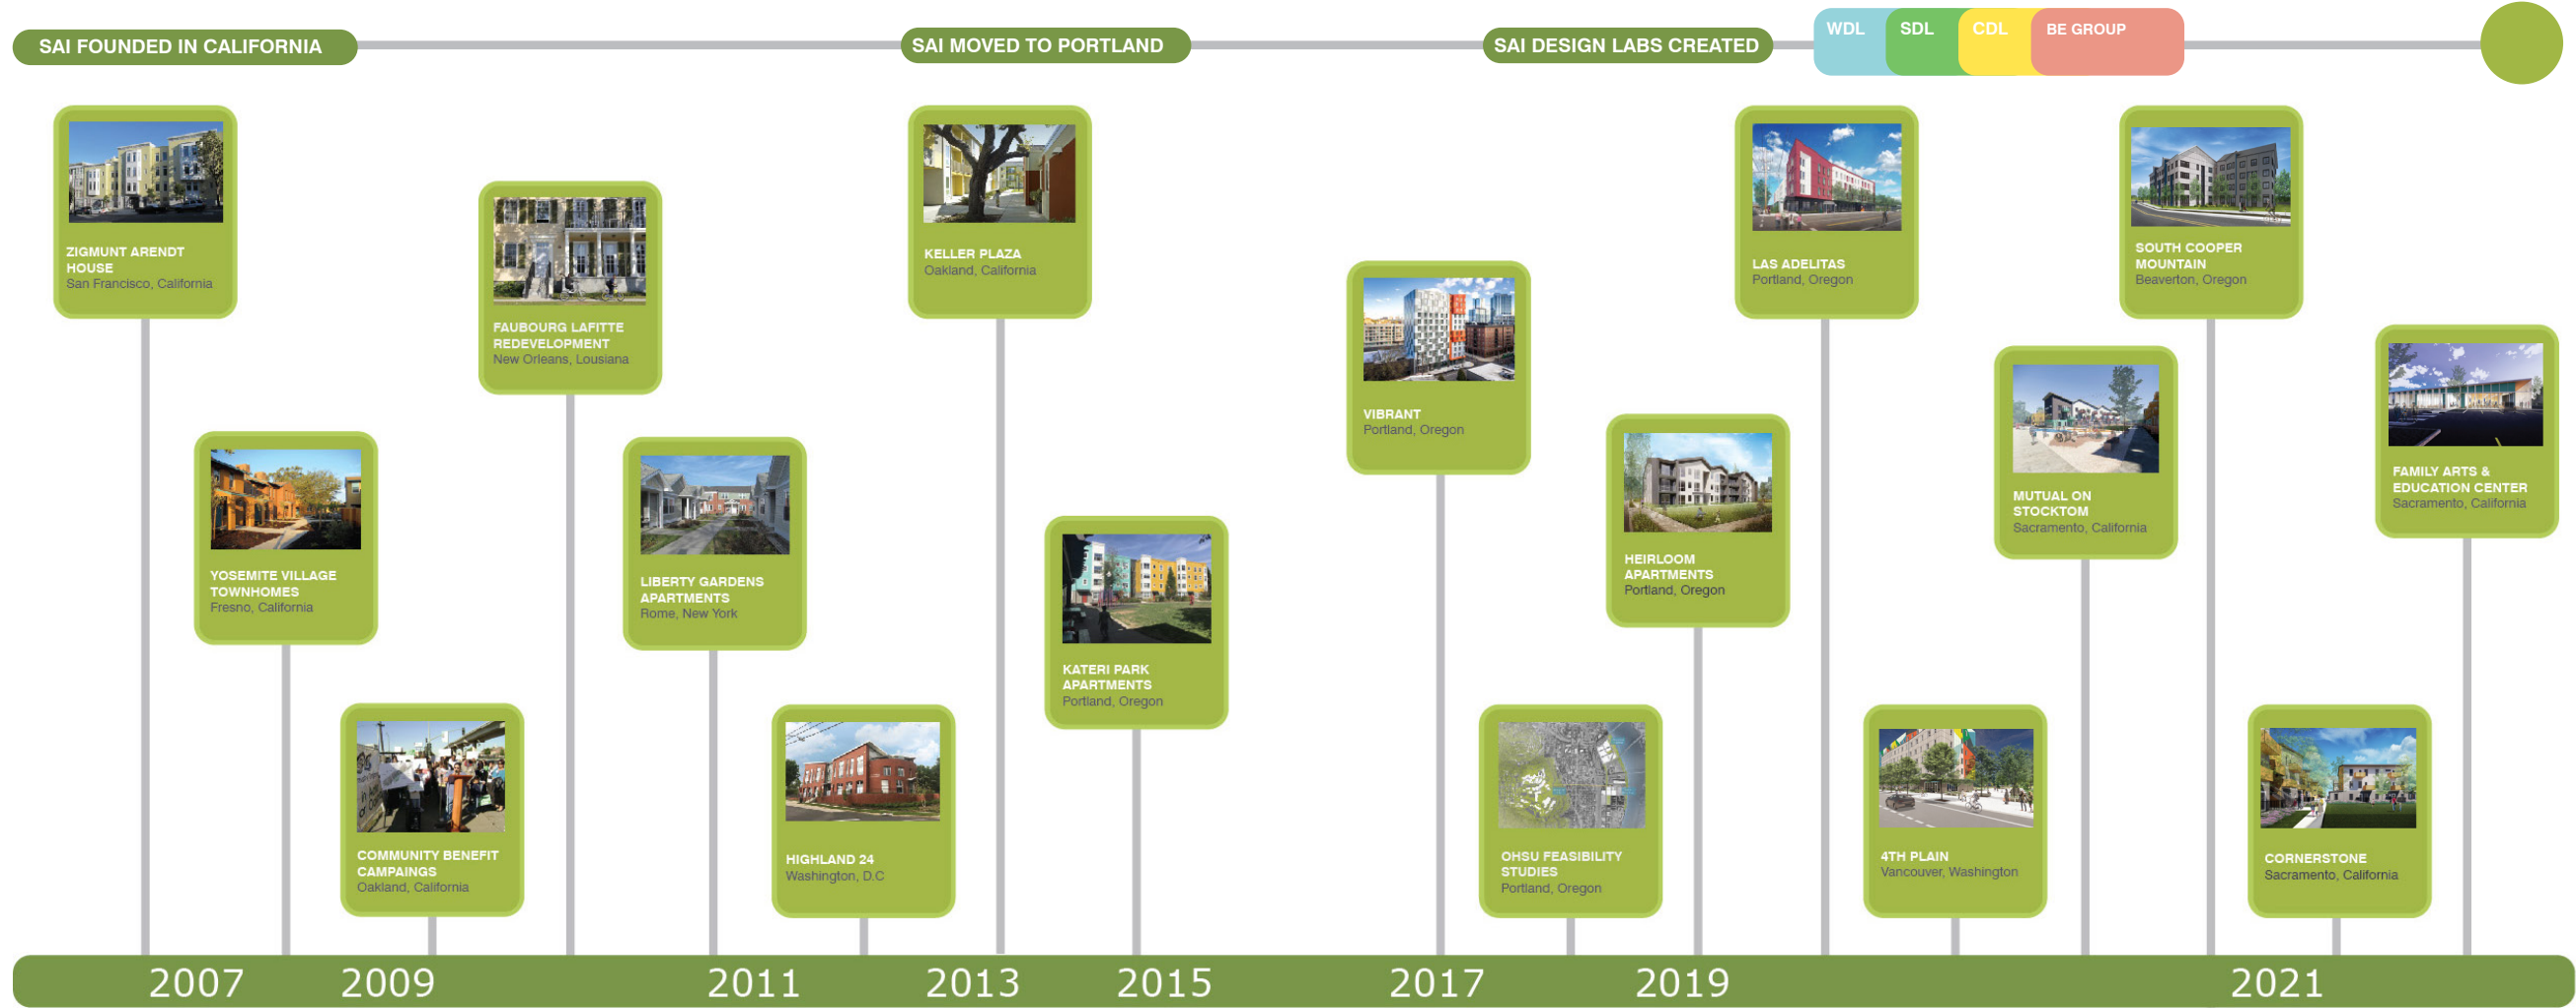 SAI FOUNDED IN CALIFORNIA
SAI MOVED TO PORTLAND
SAI DESIGN LABS CREATED
WDL
SDL
CDL
BE GROUP
ZIGMUNT ARENDT
HOUSE
San Francisco, California
YOSEMITE VILLAGE
TOWNHOMES
Fresno, California
COMMUNITY BENEFIT
CAMPAINGS
Oakland, California
FAUBOURG LAFITTE
REDEVELOPMENT
New Orleans, Lousiana
LIBERTY GARDENS
APARTMENTS
Rome, New York
HIGHLAND 24
Washington, D.C
KELLER PLAZA
Oakland, California
KATERI PARK
APARTMENTS
Portland, Oregon
VIBRANT
Portland, Oregon
OHSU FEASIBILITY
STUDIES
Portland, Oregon
HEIRLOOM
APARTMENTS
Portland, Oregon
LAS ADELITAS
Portland, Oregon
4TH PLAIN
Vancouver, Washington
MUTUAL ON
STOCKTOM
Sacramento, California
SOUTH COOPER
MOUNTAIN
Beaverton, Oregon
CORNERSTONE
Sacramento, California
FAMILY ARTS &
EDUCATION CENTER
Sacramento, California
2007
2009
2011
2013
2015
2017
2019
2021